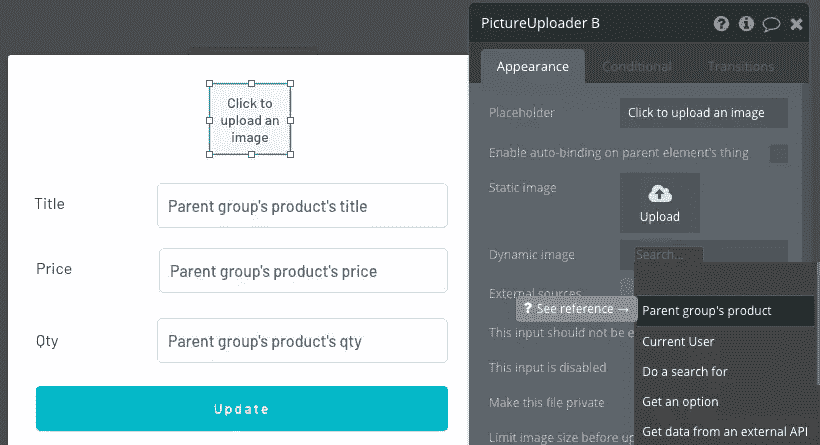 PictureUploader B
Appearance
Conditional
Transitions
Click to
upload an
image
Placeholder
Click to upload an image
Enable auto-binding on parent element's thing
Static image
Upload
Title
Parent group's product's title
Dynamic image
Search...
Price
Parent group's product's price
External sources
? See reference →
Parent group's product
This input should not be e
Current User
Qty
Parent group's product's qty
This input is disabled
Do a search for
Make this file private
Get an option
Update
Limit image size before up
Get data from an external API